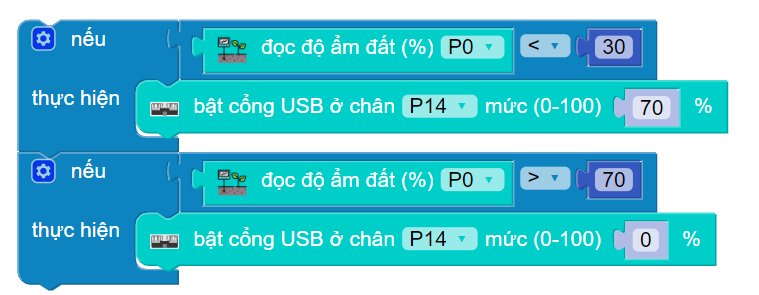 nếu đọc độ ẩm đất (%) P0 < 30
thực hiện bật cổng USB ở chân P14 mức (0-100) 70 %
nếu đọc độ ẩm đất (%) P0 > 70
thực hiện bật cổng USB ở chân P14 mức (0-100) 0 %